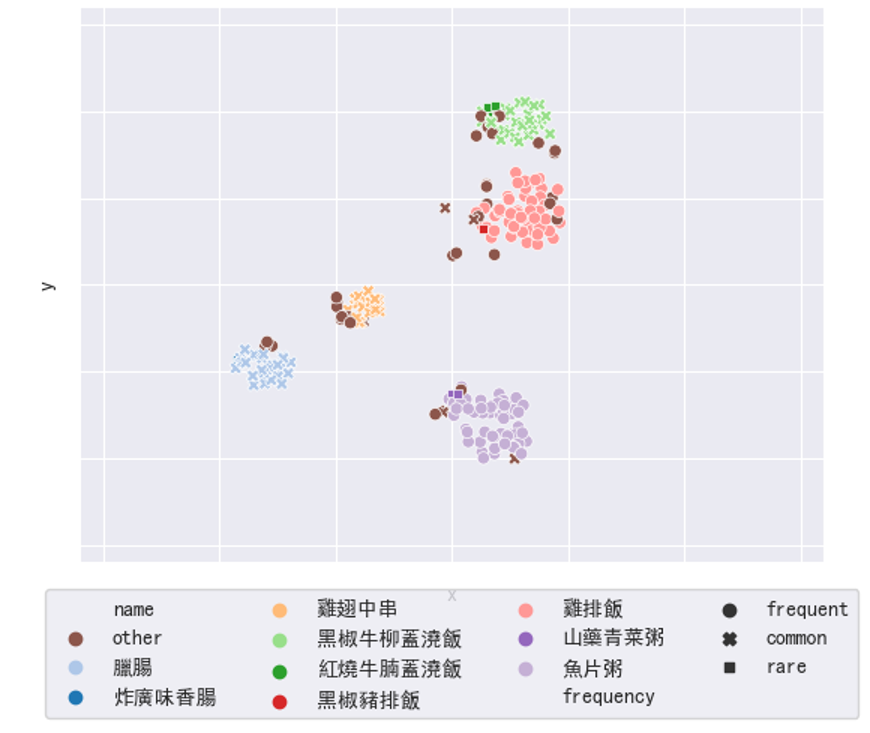 y
x
name
other
臘腸
炸廣味香腸
雞翅中串
黑椒牛柳蓋澆飯
紅燒牛腩蓋澆飯
黑椒豬排飯
雞排飯
山藥青菜粥
魚片粥
frequency
frequent
common
rare